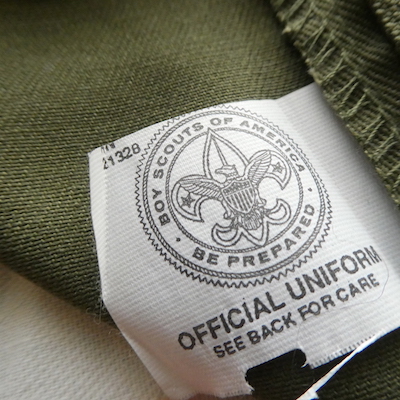 21328
BOY SCOUTS OF AMERICA
BE PREPARED
OFFICIAL UNIFORM
SEE BACK FOR CARE